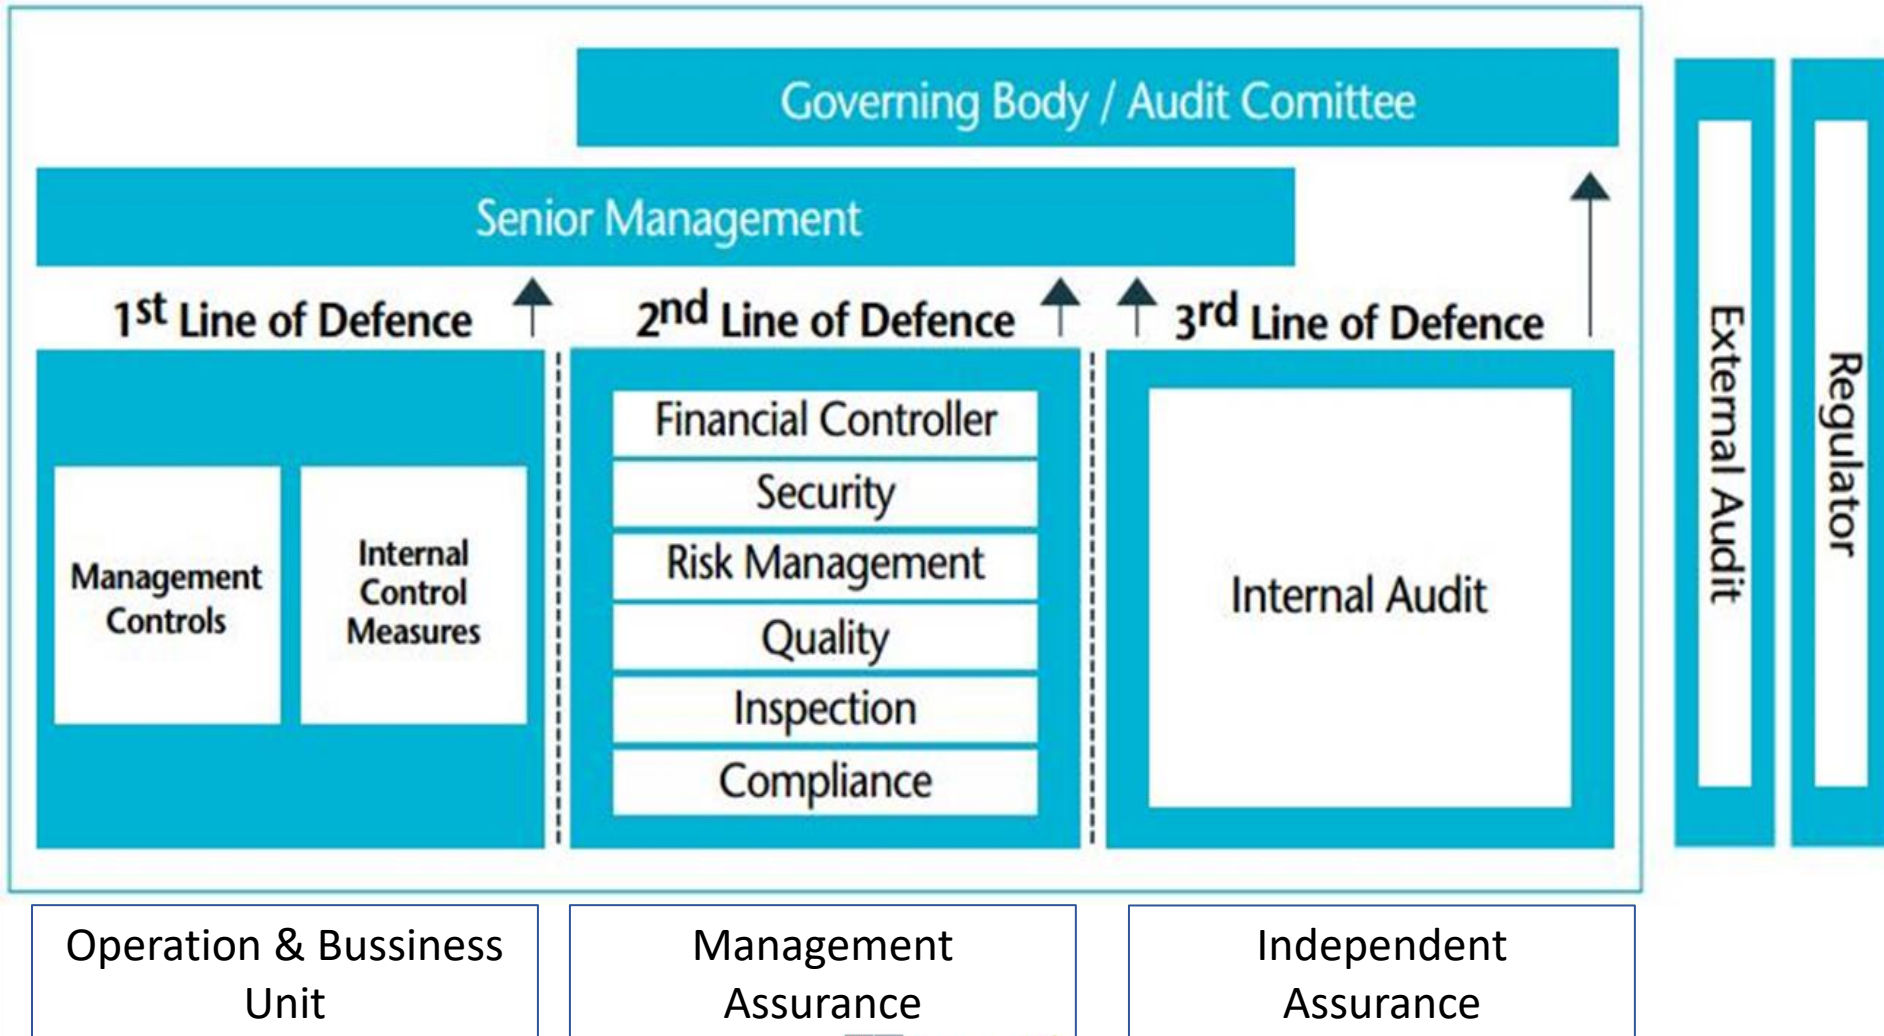 Governing Body / Audit Comittee
Senior Management
1st Line of Defence
2nd Line of Defence
3rd Line of Defence
Management
Controls
Internal
Control
Measures
Financial Controller
Security
Risk Management
Quality
Inspection
Compliance
Internal Audit
External Audit
Regulator
Operation & Bussiness
Unit
Management
Assurance
Independent
Assurance